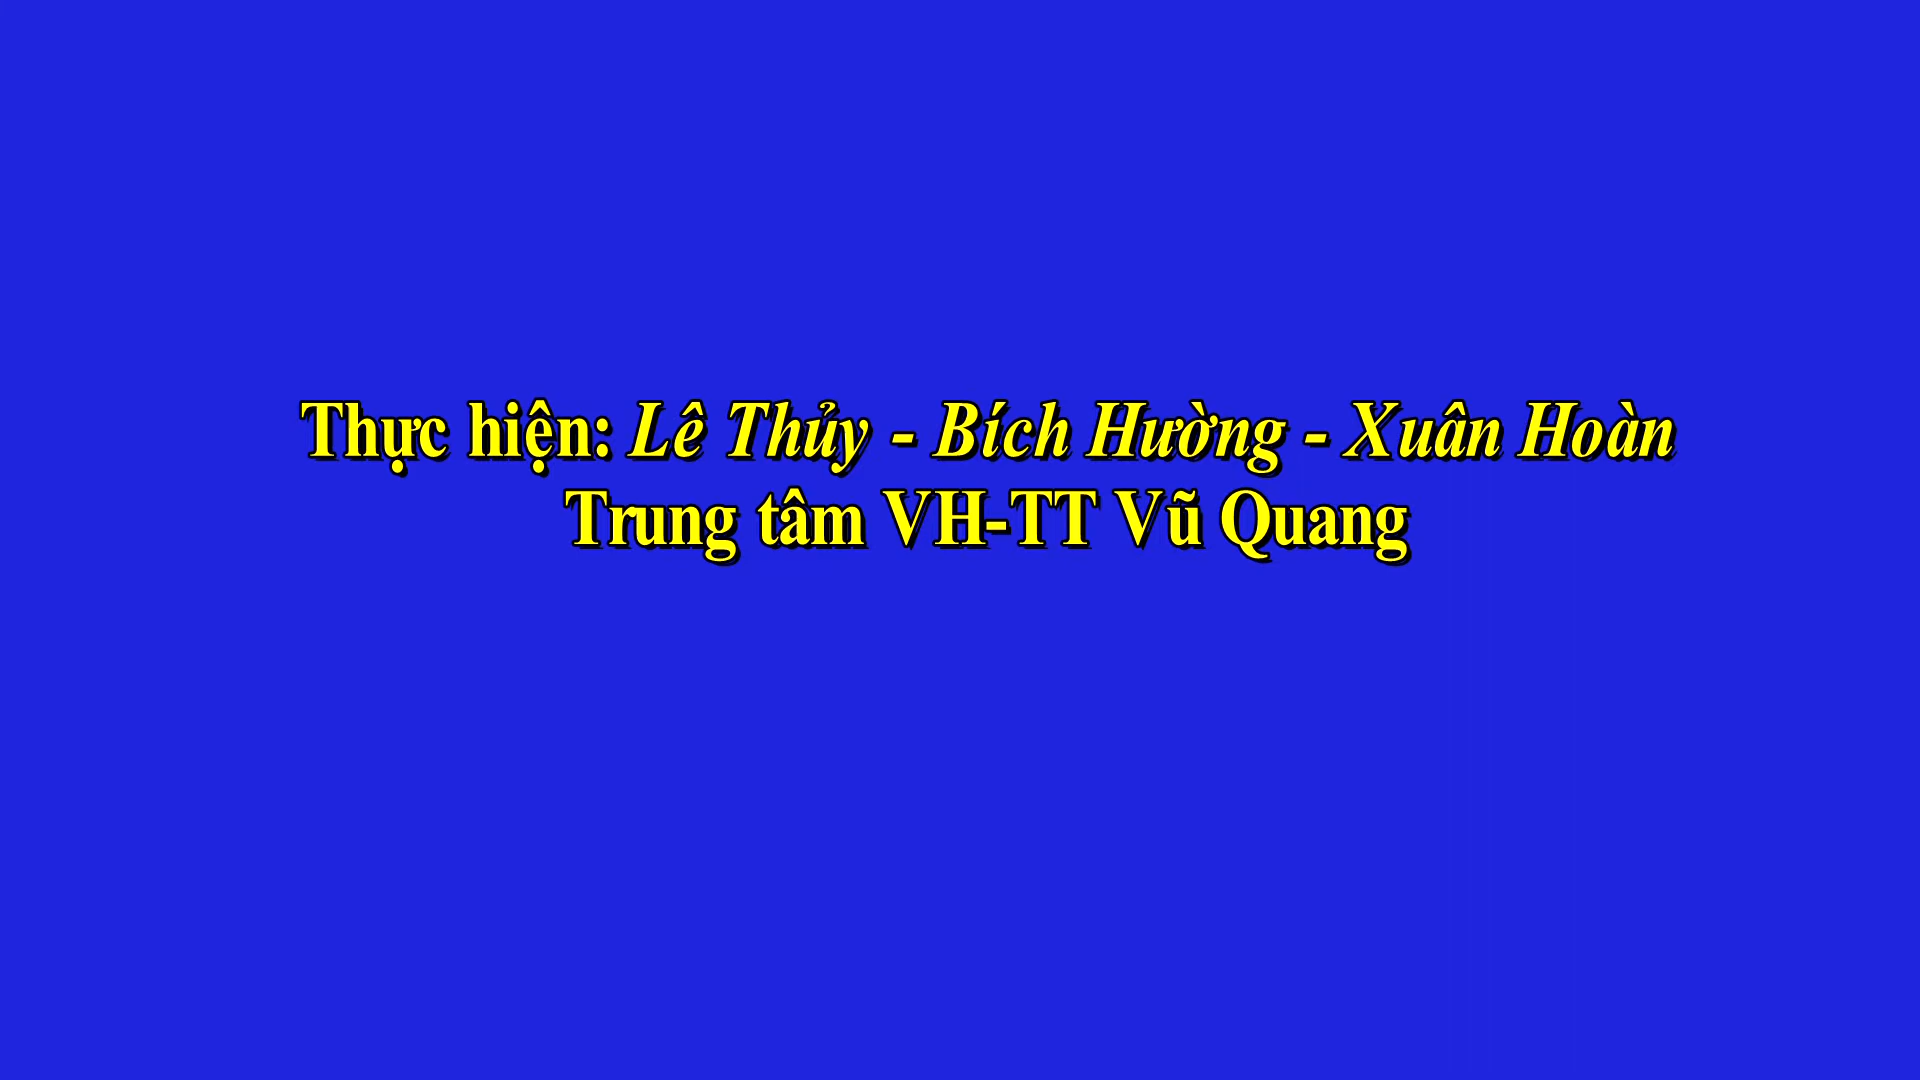 Thực hiện: Lê Thủy - Bích Hường - Xuân Hoàn
Trung tâm VH-TT Vũ Quang